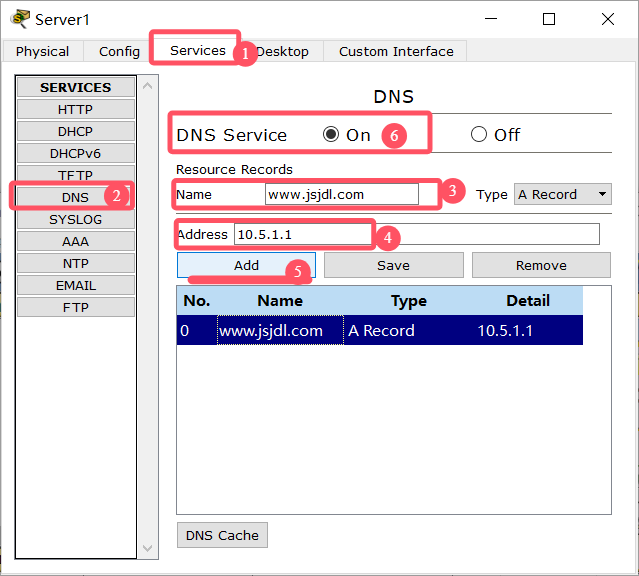 Server1
Physical Config Services 1 Desktop Custom Interface
SERVICES
HTTP
DHCP
DHCPv6
TFTP
DNS 2
SYSLOG
AAA
NTP
EMAIL
FTP
DNS
DNS Service On 6 Off
Resource Records
Name www.jsjdl.com 3 Type A Record
Address 10.5.1.1 4
Add 5 Save Remove
No. Name Type Detail
0 www.jsjdl.com A Record 10.5.1.1
DNS Cache